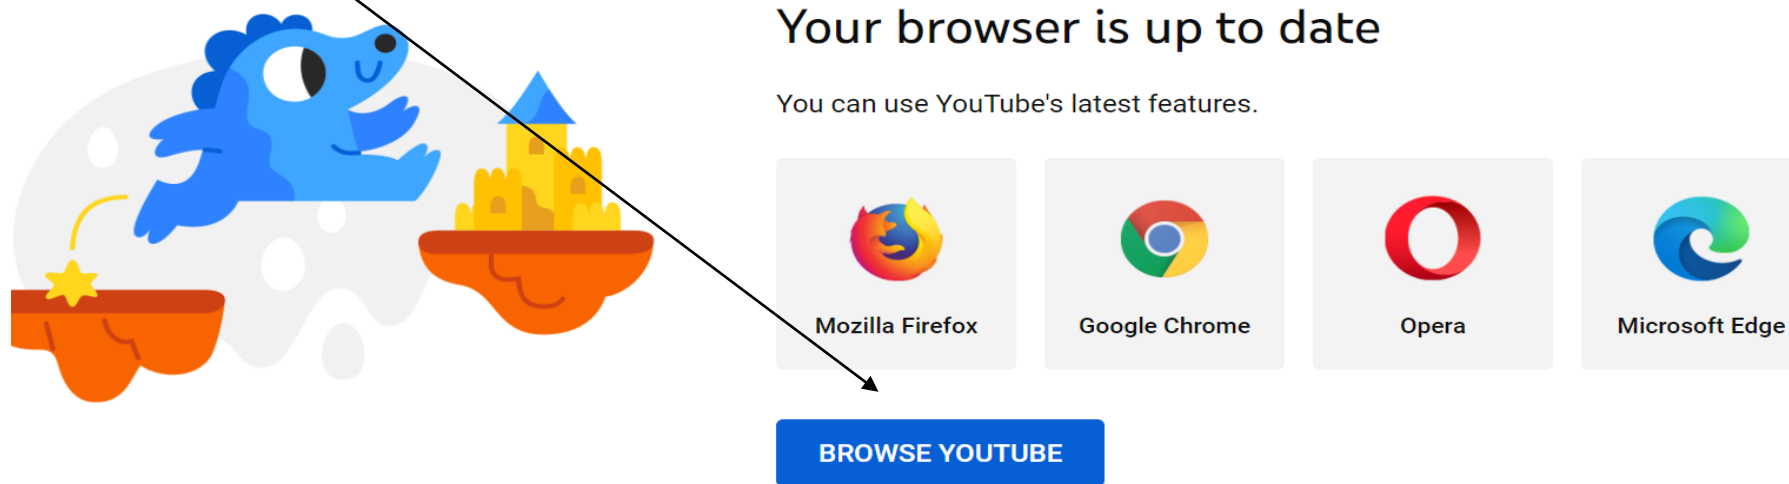 Your browser is up to date
You can use YouTube's latest features.
Mozilla Firefox
Google Chrome
Opera
Microsoft Edge
BROWSE YOUTUBE